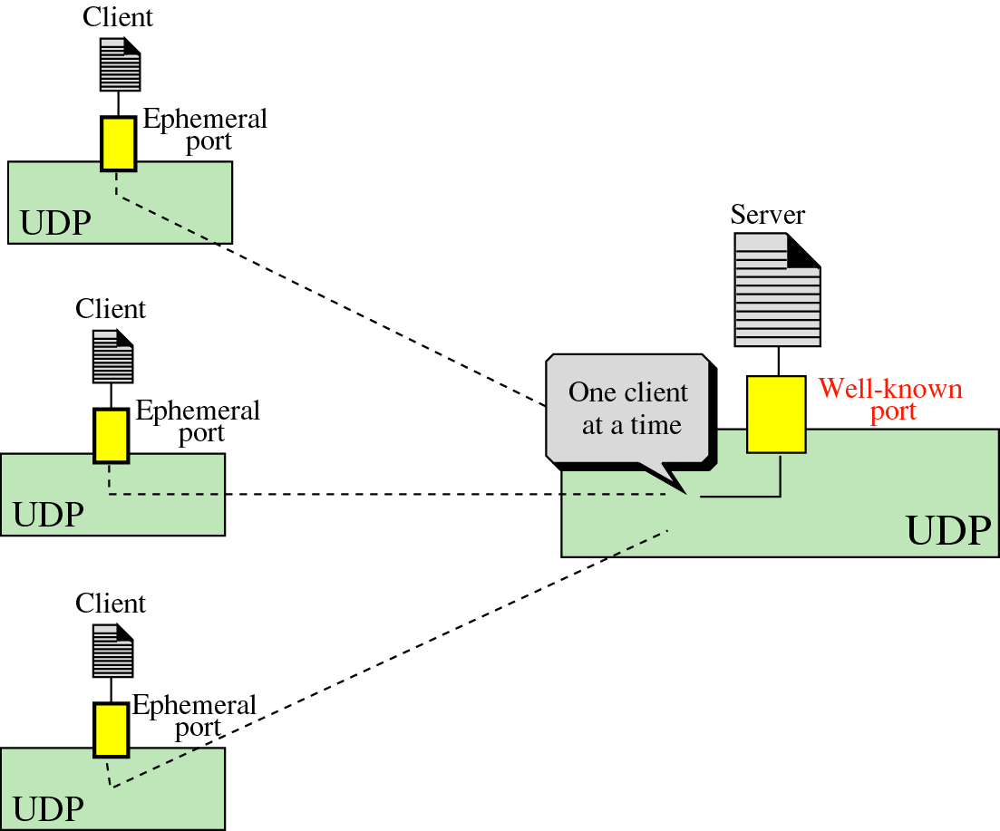 Client
Ephemeral
port
UDP
Client
Ephemeral
port
UDP
Client
Ephemeral
port
UDP
Server
One client
at a time
Well-known
port
UDP